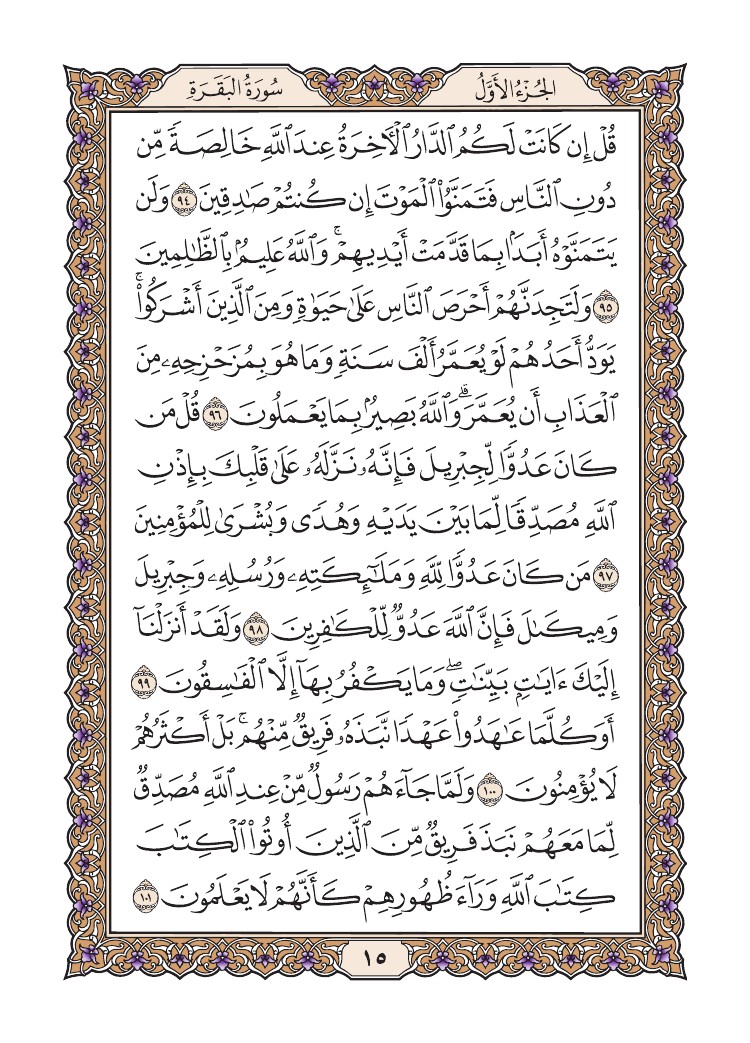 الجُزْءُ الأَوَّلُ
سُورَةُ البَقَرَةِ
قُلْ إِن كَانَتْ لَكُمُ ٱلدَّارُ ٱلْأٓخِرَةُ عِندَ ٱللَّهِ خَالِصَةً مِّن
دُونِ ٱلنَّاسِ فَتَمَنَّوُا۟ ٱلْمَوْتَ إِن كُنتُمْ صَٰدِقِينَ ٩٤ وَلَن
يَتَمَنَّوْهُ أَبَدًۢا بِمَا قَدَّمَتْ أَيْدِيهِمْۚ وَٱللَّهُ عَلِيمٌۢ بِٱلظَّٰلِمِينَ
٩٥ وَلَتَجِدَنَّهُمْ أَحْرَصَ ٱلنَّاسِ عَلَىٰ حَيَوٰةٍ وَمِنَ ٱلَّذِينَ أَشْرَكُوا۟ۚ
يَوَدُّ أَحَدُهُمْ لَوْ يُعَمَّرُ أَلْفَ سَنَةٍ وَمَا هُوَ بِمُزَحْزِحِهِۦ مِنَ
ٱلْعَذَابِ أَن يُعَمَّرَۗ وَٱللَّهُ بَصِيرٌۢ بِمَا يَعْمَلُونَ ٩٦ قُلْ مَن
كَانَ عَدُوًّا لِّجِبْرِيلَ فَإِنَّهُۥ نَزَّلَهُۥ عَلَىٰ قَلْبِكَ بِإِذْنِ
ٱللَّهِ مُصَدِّقًا لِّمَا بَيْنَ يَدَيْهِ وَهُدًى وَبُشْرَىٰ لِلْمُؤْمِنِينَ
٩٧ مَن كَانَ عَدُوًّا لِّلَّهِ وَمَلَٰٓئِكَتِهِۦ وَرُسُلِهِۦ وَجِبْرِيلَ
وَمِيكَىٰلَ فَإِنَّ ٱللَّهَ عَدُوٌّ لِّلْكَٰفِرِينَ ٩٨ وَلَقَدْ أَنزَلْنَآ
إِلَيْكَ ءَايَٰتٍۭ بَيِّنَٰتٍۖ وَمَا يَكْفُرُ بِهَآ إِلَّا ٱلْفَٰسِقُونَ ٩٩
أَوَكُلَّمَا عَٰهَدُوا۟ عَهْدًا نَّبَذَهُۥ فَرِيقٌ مِّنْهُمۚ بَلْ أَكْثَرُهُمْ
لَا يُؤْمِنُونَ ١٠٠ وَلَمَّا جَآءَهُمْ رَسُولٌ مِّنْ عِندِ ٱللَّهِ مُصَدِّقٌ
لِّمَا مَعَهُمْ نَبَذَ فَرِيقٌ مِّنَ ٱلَّذِينَ أُوتُوا۟ ٱلْكِتَٰبَ
كِتَٰبَ ٱللَّهِ وَرَآءَ ظُهُورِهِمْ كَأَنَّهُمْ لَا يَعْلَمُونَ ١٠١
١٥